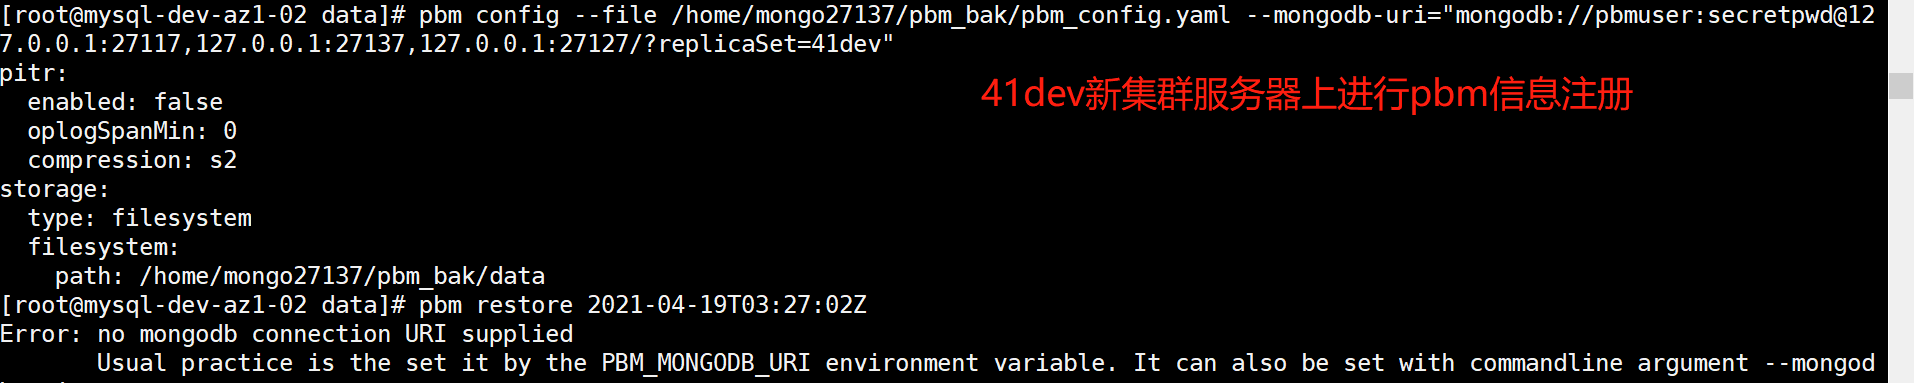 [root@mysql-dev-az1-02 data]# pbm config --file /home/mongo27137/pbm_bak/pbm_config.yaml --mongodb-uri="mongodb://pbmuser:secretpwd@12
7.0.0.1:27117,127.0.0.1:27137,127.0.0.1:27127/?replicaSet=41dev"
pitr:
41dev新集群服务器上进行pbm信息注册
  enabled: false
  oplogSpanMin: 0
  compression: s2
storage:
  type: filesystem
  filesystem:
    path: /home/mongo27137/pbm_bak/data
[root@mysql-dev-az1-02 data]# pbm restore 2021-04-19T03:27:02Z
Error: no mongodb connection URI supplied
       Usual practice is the set it by the PBM_MONGODB_URI environment variable. It can also be set with commandline argument --mongod